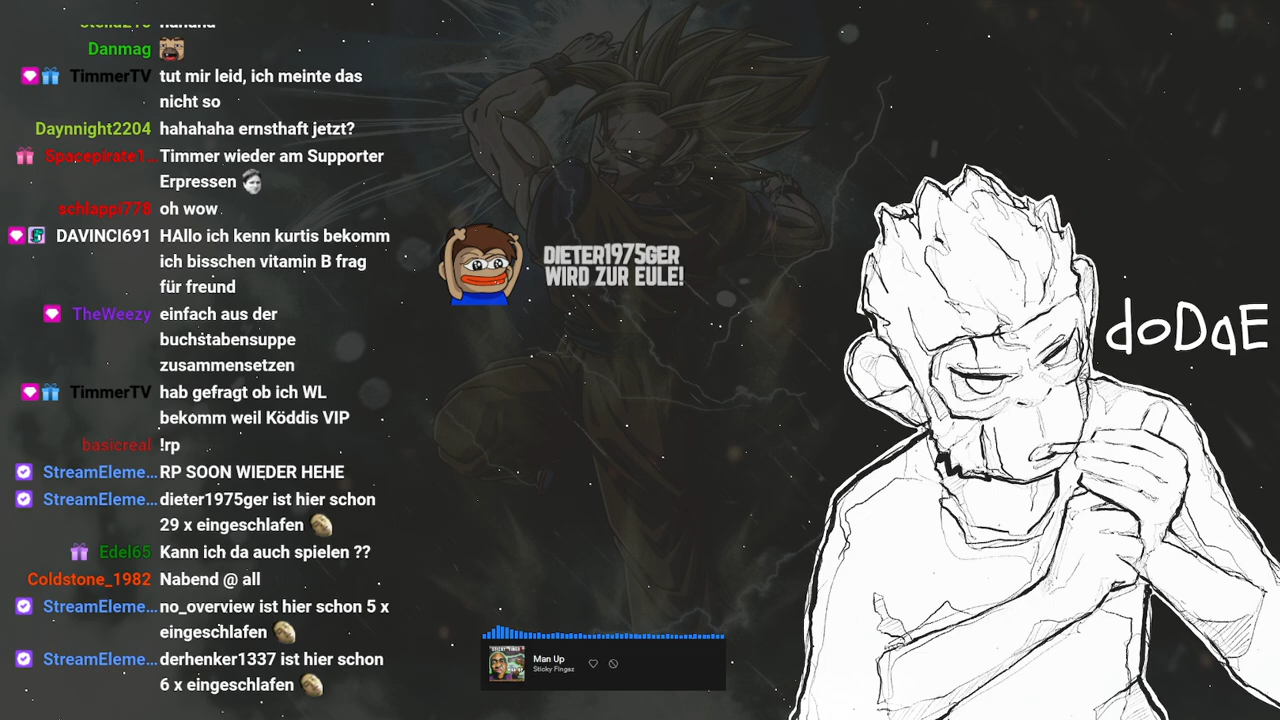 Danmag
TimmerTV tut mir leid, ich meinte das
nicht so
Daynnight2204 hahahaha ernsthaft jetzt?
Spacepirate1... Timmer wieder am Supporter
Erpressen
schlappi778 oh wow
DAVINCI691 HAllo ich kenn kurtis bekomm
ich bisschen vitamin B frag
für freund
TheWeezy einfach aus der
buchstabensuppe
zusammensetzen
TimmerTV hab gefragt ob ich WL
bekomm weil Köddis VIP
basicreal !rp
StreamEleme... RP SOON WIEDER HEHE
StreamEleme... dieter1975ger ist hier schon
29 x eingeschlafen
Edel65 Kann ich da auch spielen ??
Coldstone_1982 Nabend @ all
StreamEleme... no_overview ist hier schon 5 x
eingeschlafen
StreamEleme... derhenker1337 ist hier schon
6 x eingeschlafen
DIETER1975GER
WIRD ZUR EULE!
doDaE
Man Up
Sticky Fingaz